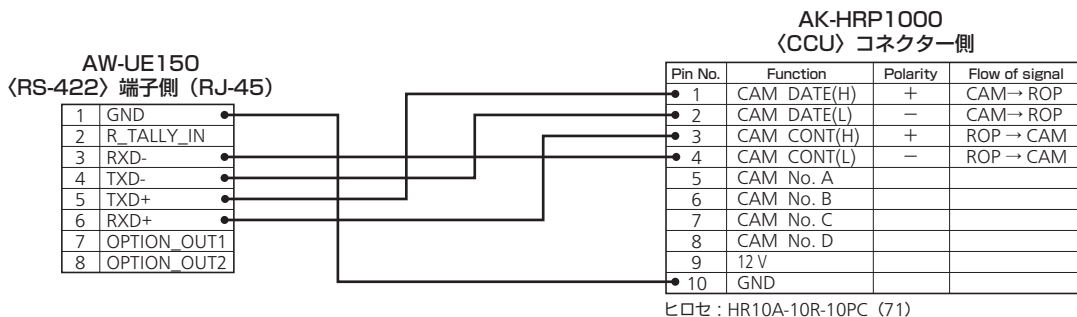 AW-UE150
〈RS-422〉端子側（RJ-45）
1 GND
2 R_TALLY_IN
3 RXD-
4 TXD-
5 TXD+
6 RXD+
7 OPTION_OUT1
8 OPTION_OUT2
AK-HRP1000
〈CCU〉コネクター側
Pin No. Function Polarity Flow of signal
1 CAM DATE(H) + CAM→ ROP
2 CAM DATE(L) − CAM→ ROP
3 CAM CONT(H) + ROP → CAM
4 CAM CONT(L) − ROP → CAM
5 CAM No. A
6 CAM No. B
7 CAM No. C
8 CAM No. D
9 12 V
10 GND
ヒロセ：HR10A-10R-10PC（71）